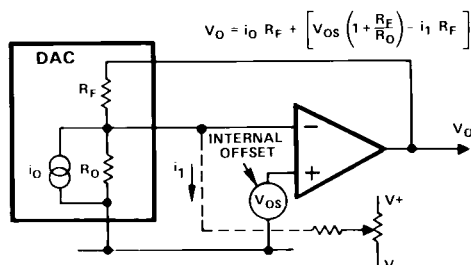 V_O = i_O R_F + [V_OS (1 + R_F/R_O) - i_1 R_F]
DAC
R_F
i_O
R_O
i_1
INTERNAL
OFFSET
V_OS
−
+
V_O
V+
V